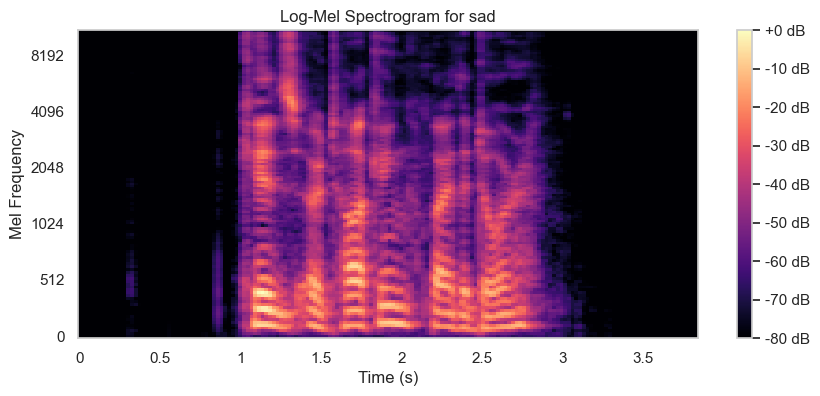 Log-Mel Spectrogram for sad
Mel Frequency
8192
4096
2048
1024
512
0
0
0.5
1
1.5
2
2.5
3
3.5
Time (s)
+0 dB
-10 dB
-20 dB
-30 dB
-40 dB
-50 dB
-60 dB
-70 dB
-80 dB